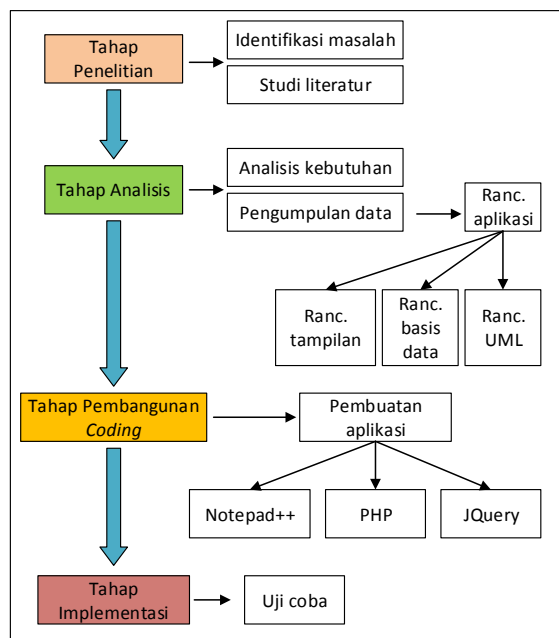 Tahap
Penelitian
Identifikasi masalah
Studi literatur
Tahap Analisis
Analisis kebutuhan
Pengumpulan data
Ranc.
aplikasi
Ranc.
tampilan
Ranc.
basis
data
Ranc.
UML
Tahap Pembangunan
Coding
Pembuatan
aplikasi
Notepad++
PHP
JQuery
Tahap
Implementasi
Uji coba